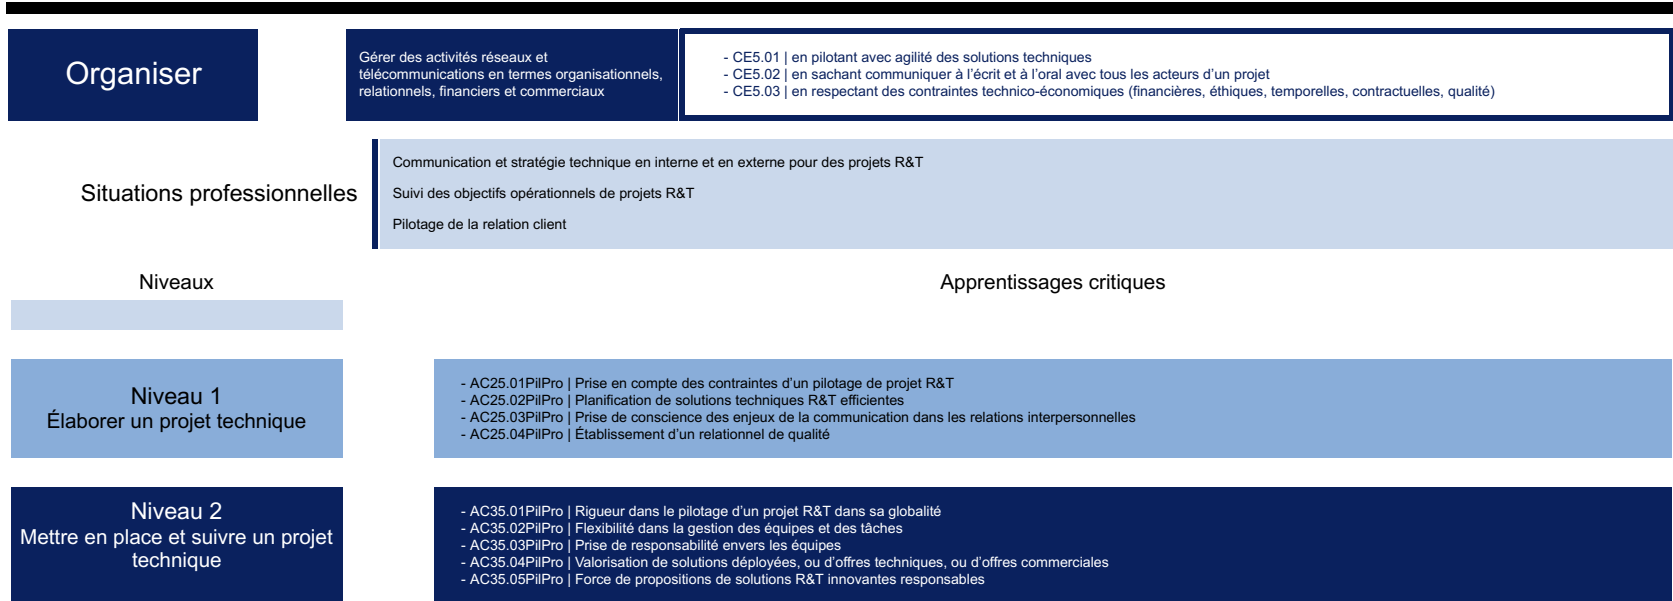 Organiser
Gérer des activités réseaux et
télécommunications en termes organisationnels,
relationnels, financiers et commerciaux
- CE5.01 | en pilotant avec agilité des solutions techniques
- CE5.02 | en sachant communiquer à l’écrit et à l’oral avec tous les acteurs d’un projet
- CE5.03 | en respectant des contraintes technico-économiques (financières, éthiques, temporelles, contractuelles, qualité)
Situations professionnelles
Communication et stratégie technique en interne et en externe pour des projets R&T
Suivi des objectifs opérationnels de projets R&T
Pilotage de la relation client
Niveaux
Apprentissages critiques
Niveau 1
Élaborer un projet technique
- AC25.01PilPro | Prise en compte des contraintes d’un pilotage de projet R&T
- AC25.02PilPro | Planification de solutions techniques R&T efficientes
- AC25.03PilPro | Prise de conscience des enjeux de la communication dans les relations interpersonnelles
- AC25.04PilPro | Établissement d’un relationnel de qualité
Niveau 2
Mettre en place et suivre un projet
technique
- AC35.01PilPro | Rigueur dans le pilotage d’un projet R&T dans sa globalité
- AC35.02PilPro | Flexibilité dans la gestion des équipes et des tâches
- AC35.03PilPro | Prise de responsabilité envers les équipes
- AC35.04PilPro | Valorisation de solutions déployées, ou d’offres techniques, ou d’offres commerciales
- AC35.05PilPro | Force de propositions de solutions R&T innovantes responsables